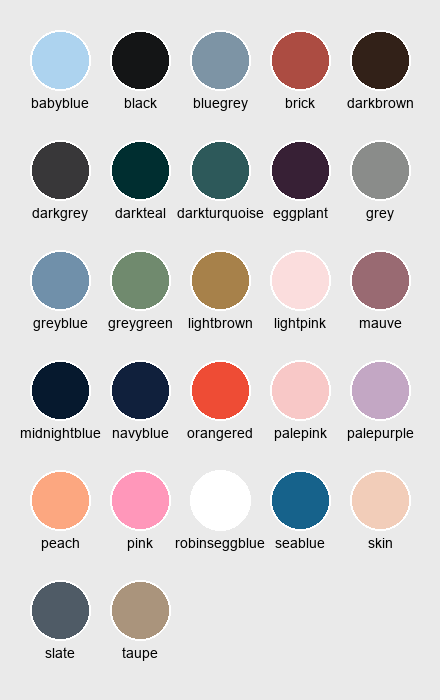 babyblue black bluegrey brick darkbrown
darkgrey darkteal darkturquoise eggplant grey
greyblue greygreen lightbrown lightpink mauve
midnightblue navyblue orangered palepink palepurple
peach pink robinseggblue seablue skin
slate taupe